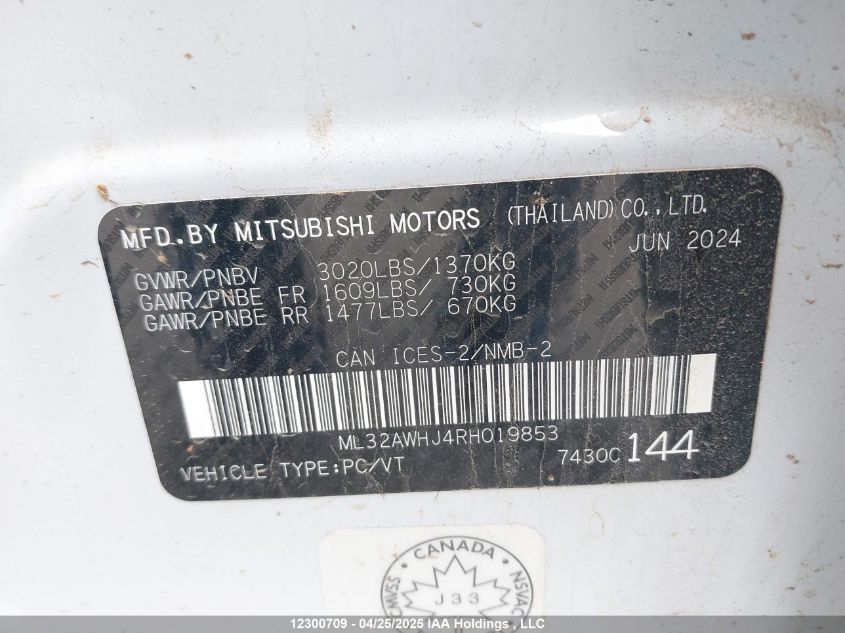 MFD.BY MITSUBISHI MOTORS (THAILAND)CO.,LTD.
JUN 2024
GVWR/PNBV 3020LBS/1370KG
GAWR/PNBE FR 1609LBS/ 730KG
GAWR/PNBE RR 1477LBS/ 670KG
CAN ICES-2/NMB-2
ML32AWHJ4RH019853
VEHICLE TYPE:PC/VT 7430C 144
CANADA
CMVSS J33 NSVAC
12300709 - 04/25/2025 IAA Holdings, LLC